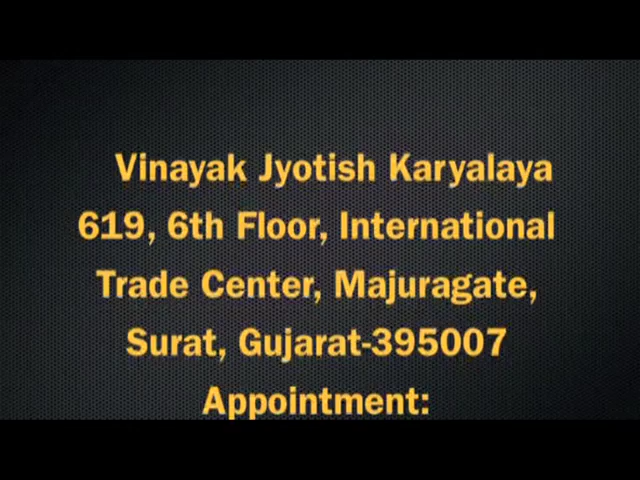 Vinayak Jyotish Karyalaya
619, 6th Floor, International
Trade Center, Majuragate,
Surat, Gujarat-395007
Appointment: